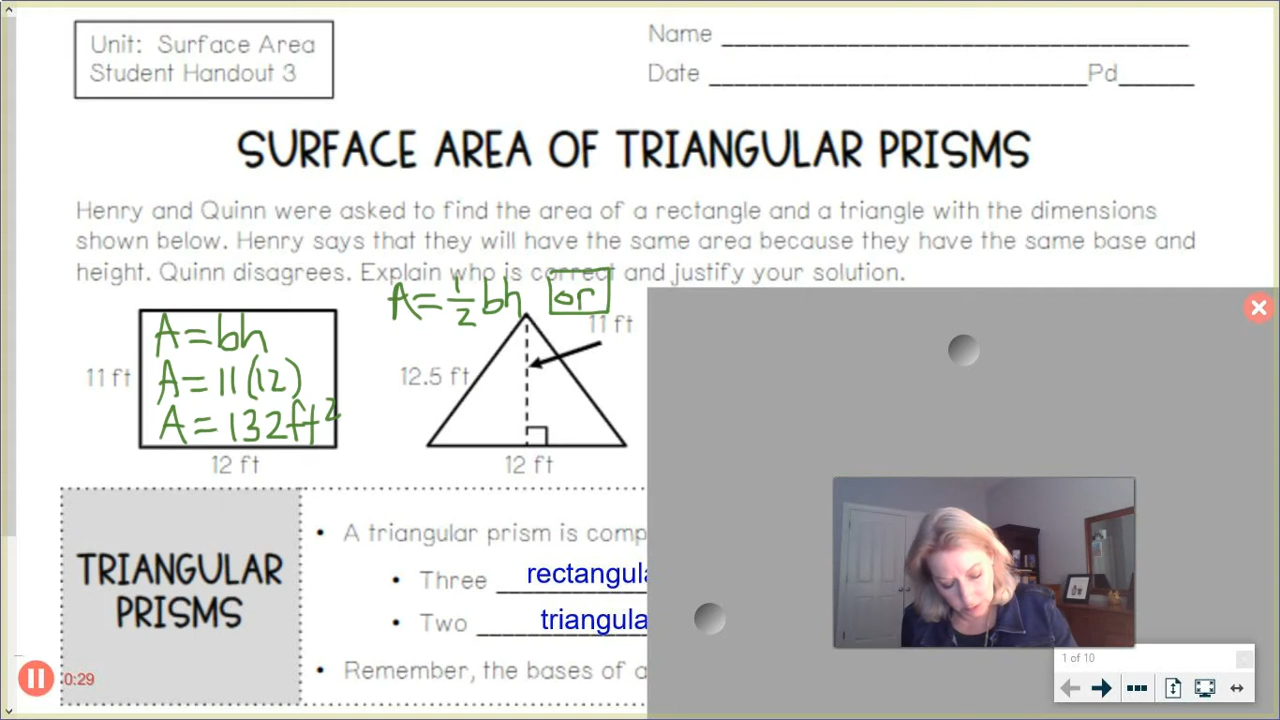 Unit: Surface Area
Student Handout 3
Name
Date Pd
SURFACE AREA OF TRIANGULAR PRISMS
Henry and Quinn were asked to find the area of a rectangle and a triangle with the dimensions
shown below. Henry says that they will have the same area because they have the same base and
height. Quinn disagrees. Explain who is correct and justify your solution.
A = 1/2 bh or
11 ft
A = bh
A = 11(12)
A = 132ft²
12 ft
11 ft
12.5 ft
12 ft
TRIANGULAR
PRISMS
• A triangular prism is comp
• Three rectangula
• Two triangula
• Remember, the bases of a
0:29
1 of 10